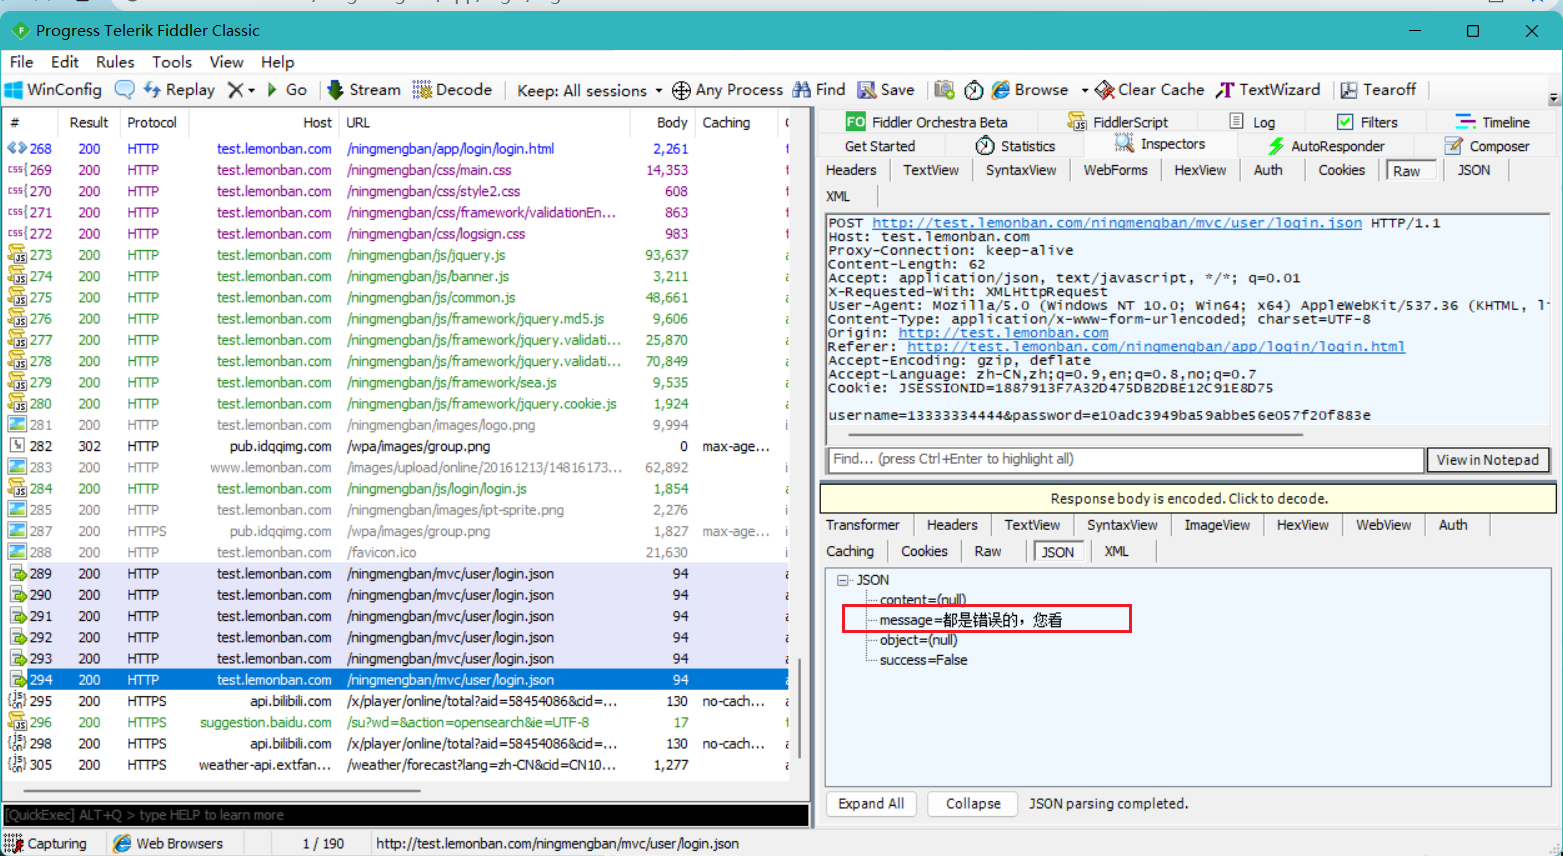 Progress Telerik Fiddler Classic
File Edit Rules Tools View Help
WinConfig Replay Go Stream Decode Keep: All sessions Any Process Find Save Browse Clear Cache TextWizard Tearoff
# Result Protocol Host URL Body Caching
268 200 HTTP test.lemonban.com /ningmengban/app/login/login.html 2,261
269 200 HTTP test.lemonban.com /ningmengban/css/main.css 14,353
270 200 HTTP test.lemonban.com /ningmengban/css/style2.css 608
271 200 HTTP test.lemonban.com /ningmengban/css/framework/validationEn... 863
272 200 HTTP test.lemonban.com /ningmengban/css/logsign.css 983
273 200 HTTP test.lemonban.com /ningmengban/js/jquery.js 93,637
274 200 HTTP test.lemonban.com /ningmengban/js/banner.js 3,211
275 200 HTTP test.lemonban.com /ningmengban/js/common.js 48,661
276 200 HTTP test.lemonban.com /ningmengban/js/framework/jquery.md5.js 9,606
277 200 HTTP test.lemonban.com /ningmengban/js/framework/jquery.validati... 25,870
278 200 HTTP test.lemonban.com /ningmengban/js/framework/jquery.validati... 70,849
279 200 HTTP test.lemonban.com /ningmengban/js/framework/sea.js 9,535
280 200 HTTP test.lemonban.com /ningmengban/js/framework/jquery.cookie.js 1,924
281 200 HTTP test.lemonban.com /ningmengban/images/logo.png 9,994
282 302 HTTP pub.idqqimg.com /wpa/images/group.png 0 max-age...
283 200 HTTP www.lemonban.com /images/upload/online/20161213/14816173... 62,892
284 200 HTTP test.lemonban.com /ningmengban/js/login/login.js 1,854
285 200 HTTP test.lemonban.com /ningmengban/images/ipt-sprite.png 2,276
287 200 HTTPS pub.idqqimg.com /wpa/images/group.png 1,827 max-age...
288 200 HTTP test.lemonban.com /favicon.ico 21,630
289 200 HTTP test.lemonban.com /ningmengban/mvc/user/login.json 94
290 200 HTTP test.lemonban.com /ningmengban/mvc/user/login.json 94
291 200 HTTP test.lemonban.com /ningmengban/mvc/user/login.json 94
292 200 HTTP test.lemonban.com /ningmengban/mvc/user/login.json 94
293 200 HTTP test.lemonban.com /ningmengban/mvc/user/login.json 94
294 200 HTTP test.lemonban.com /ningmengban/mvc/user/login.json 94
295 200 HTTPS api.bilibili.com /x/player/online/total?aid=58454086&cid=... 130 no-cach...
296 200 HTTPS suggestion.baidu.com /su?wd=&action=opensearch&ie=UTF-8 17
298 200 HTTPS api.bilibili.com /x/player/online/total?aid=58454086&cid=... 130 no-cach...
305 200 HTTPS weather-api.extfan... /weather/forecast?lang=zh-CN&cid=CN10... 1,277
[QuickExec] ALT+Q > type HELP to learn more
Capturing Web Browsers 1 / 190 http://test.lemonban.com/ningmengban/mvc/user/login.json
FO Fiddler Orchestra Beta FiddlerScript Log Filters Timeline
Get Started Statistics Inspectors AutoResponder Composer
Headers TextView SyntaxView WebForms HexView Auth Cookies Raw JSON
XML
POST http://test.lemonban.com/ningmengban/mvc/user/login.json HTTP/1.1
Host: test.lemonban.com
Proxy-Connection: keep-alive
Content-Length: 62
Accept: application/json, text/javascript, */*; q=0.01
X-Requested-With: XMLHttpRequest
User-Agent: Mozilla/5.0 (Windows NT 10.0; Win64; x64) AppleWebKit/537.36 (KHTML, li
Content-Type: application/x-www-form-urlencoded; charset=UTF-8
Origin: http://test.lemonban.com
Referer: http://test.lemonban.com/ningmengban/app/login/login.html
Accept-Encoding: gzip, deflate
Accept-Language: zh-CN,zh;q=0.9,en;q=0.8,no;q=0.7
Cookie: JSESSIONID=1887913F7A32D475DB2DBE12C91E8D75
username=13333334444&password=e10adc3949ba59abbe56e057f20f883e
Find... (press Ctrl+Enter to highlight all) View in Notepad
Response body is encoded. Click to decode.
Transformer Headers TextView SyntaxView ImageView HexView WebView Auth
Caching Cookies Raw JSON XML
JSON
content=(null)
message=都是错误的，您看
object=(null)
success=False
Expand All Collapse JSON parsing completed.